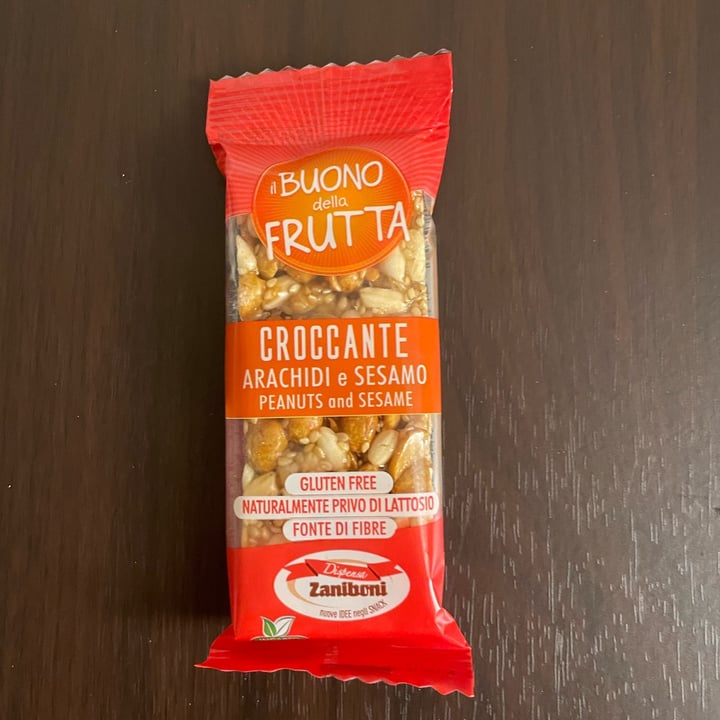 il BUONO
della
FRUTTA
CROCCANTE
ARACHIDI e SESAMO
PEANUTS and SESAME
GLUTEN FREE
NATURALMENTE PRIVO DI LATTOSIO
FONTE DI FIBRE
Dispensa
Zaniboni
nuove IDEE negli SNACK